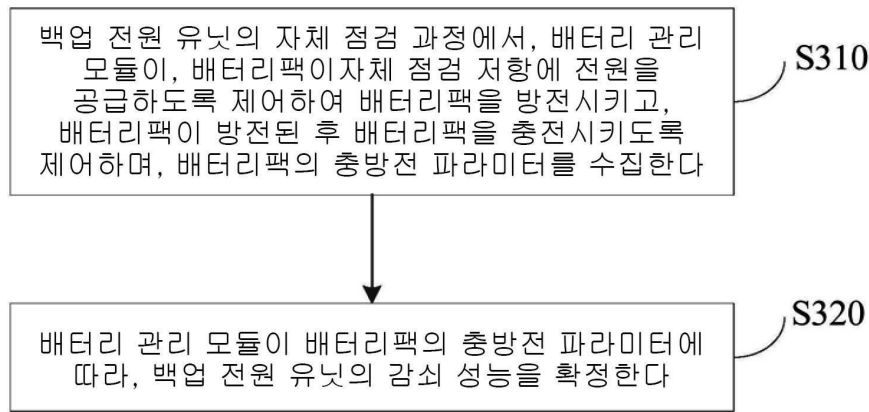 백업 전원 유닛의 자체 점검 과정에서, 배터리 관리
모듈이, 배터리팩이자체 점검 저항에 전원을
공급하도록 제어하여 배터리팩을 방전시키고,
배터리팩이 방전된 후 배터리팩을 충전시키도록
제어하며, 배터리팩의 충방전 파라미터를 수집한다
S310
배터리 관리 모듈이 배터리팩의 충방전 파라미터에
따라, 백업 전원 유닛의 감쇠 성능을 확정한다
S320